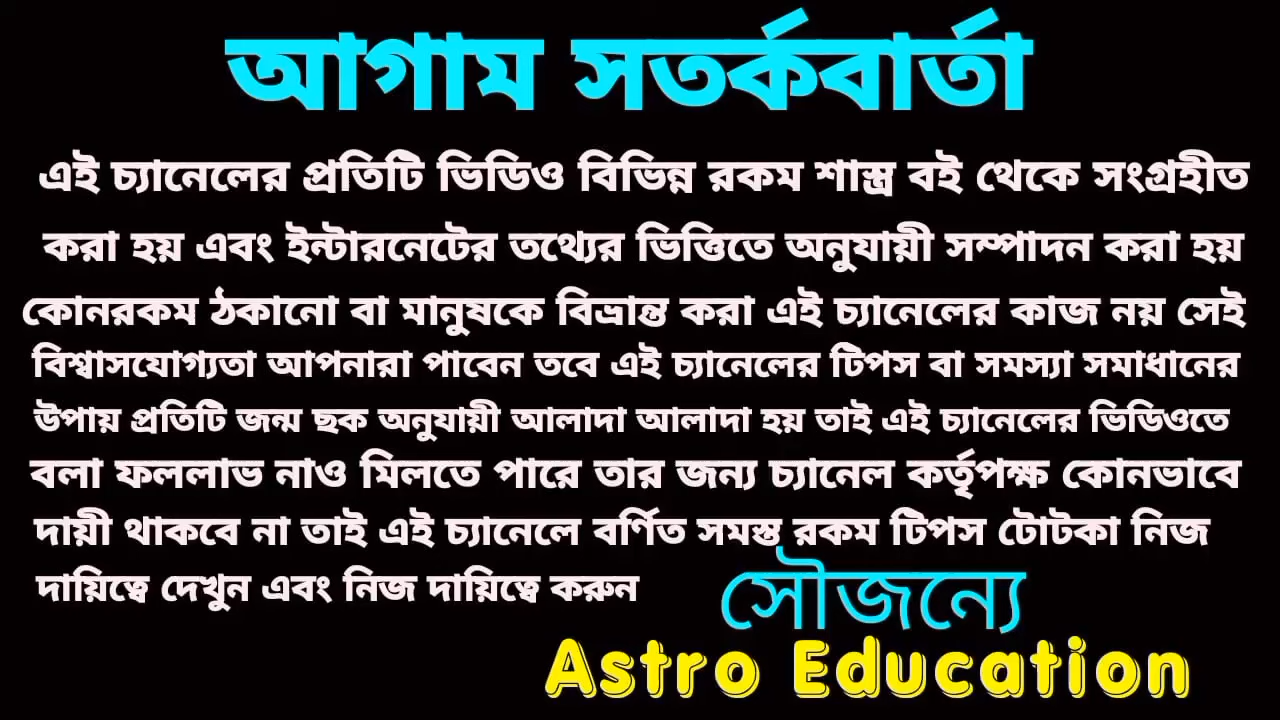 আগাম সতর্কবার্তা
এই চ্যানেলের প্রতিটি ভিডিও বিভিন্ন রকম শাস্ত্র বই থেকে সংগ্রহীত
করা হয় এবং ইন্টারনেটের তথ্যের ভিত্তিতে অনুযায়ী সম্পাদন করা হয়
কোনরকম ঠকানো বা মানুষকে বিভ্রান্ত করা এই চ্যানেলের কাজ নয় সেই
বিশ্বাসযোগ্যতা আপনারা পাবেন তবে এই চ্যানেলের টিপস বা সমস্যা সমাধানের
উপায় প্রতিটি জন্ম ছক অনুযায়ী আলাদা আলাদা হয় তাই এই চ্যানেলের ভিডিওতে
বলা ফললাভ নাও মিলতে পারে তার জন্য চ্যানেল কর্তৃপক্ষ কোনভাবে
দায়ী থাকবে না তাই এই চ্যানেলে বর্ণিত সমস্ত রকম টিপস টোটকা নিজ
দায়িত্বে দেখুন এবং নিজ দায়িত্বে করুন
সৌজন্যে
Astro Education